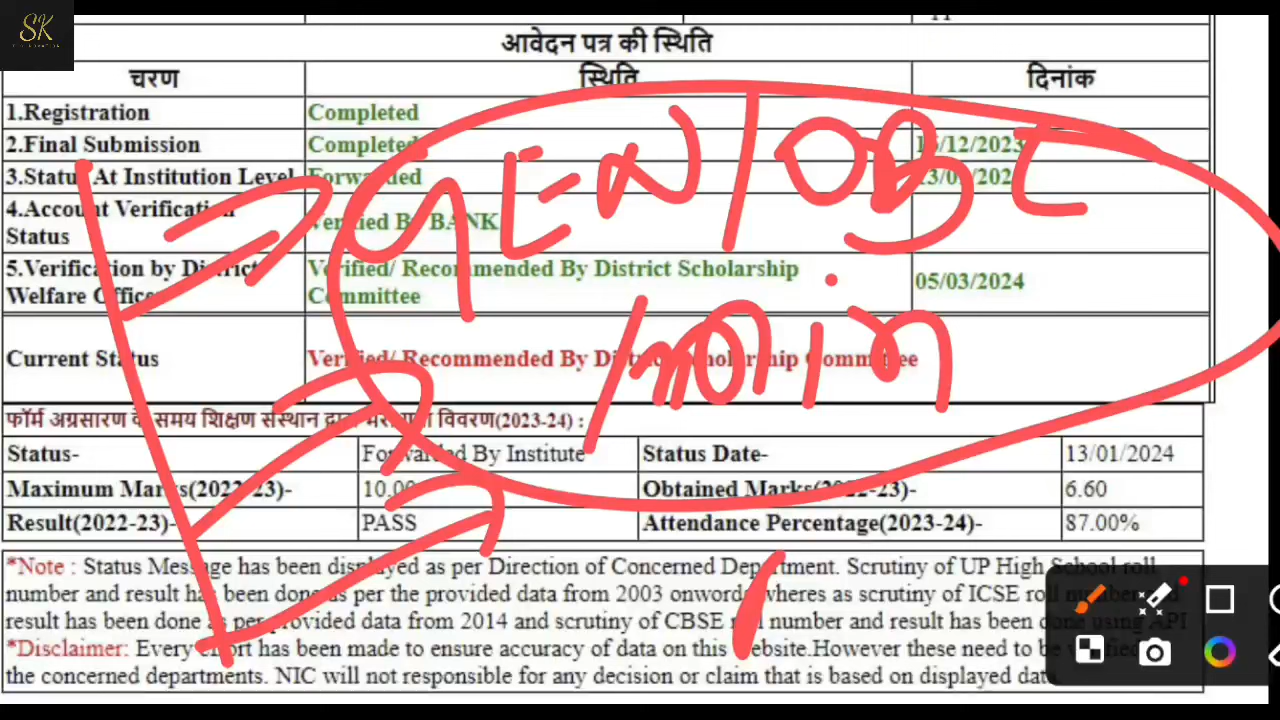 SK
आवेदन पत्र की स्थिति
चरण स्थिति दिनांक
1.Registration Completed
2.Final Submission Completed /12/2023
3.Status At Institution Level Forwarded
4.Account Verification Status Verified By BANK
5.Verification by District Welfare Officer Verified/ Recommended By District Scholarship Committee 05/03/2024
GEN/OBC
/min
Current Status Verified/ Recommended By District Scholarship Committee
फॉर्म अग्रसारण के समय शिक्षण संस्थान द्वारा भरा गया विवरण(2023-24) :
Status- Forwarded By Institute Status Date- 13/01/2024
Maximum Marks(2022-23)- 10.00 Obtained Marks(2022-23)- 6.60
Result(2022-23)- PASS Attendance Percentage(2023-24)- 87.00%
*Note : Status Message has been displayed as per Direction of Concerned Department. Scrutiny of UP High School roll
number and result has been done as per the provided data from 2003 onwords wheres as scrutiny of ICSE roll number and
result has been done as per provided data from 2014 and scrutiny of CBSE roll number and result has been done using API
*Disclaimer: Every effort has been made to ensure accuracy of data on this website.However these need to be verified by
the concerned departments. NIC will not responsible for any decision or claim that is based on displayed data.